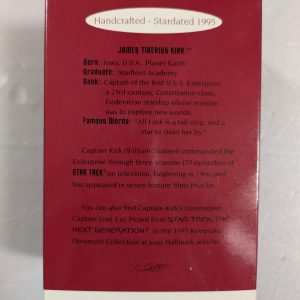 Handcrafted - Stardated 1995
JAMES TIBERIUS KIRK™
Born: Iowa, U.S.A., Planet Earth
Graduate: Starfleet Academy
Rank: Captain of the first U.S.S. Enterprise,
a 23rd-century, Constitution-class,
Federation starship whose mission
was to explore new worlds.
Famous Words: "All I ask is a tall ship, and a
star to steer her by."
Captain Kirk (William Shatner) commanded the
Enterprise through three seasons (79 episodes) of
STAR TREK on television, beginning in 1966, and
has appeared in seven feature films thus far.
You can also find Captain Kirk's counterpart
Captain Jean-Luc Picard from STAR TREK: THE
NEXT GENERATION, in the 1995 Keepsake
Ornament Collection at your Hallmark retailer.